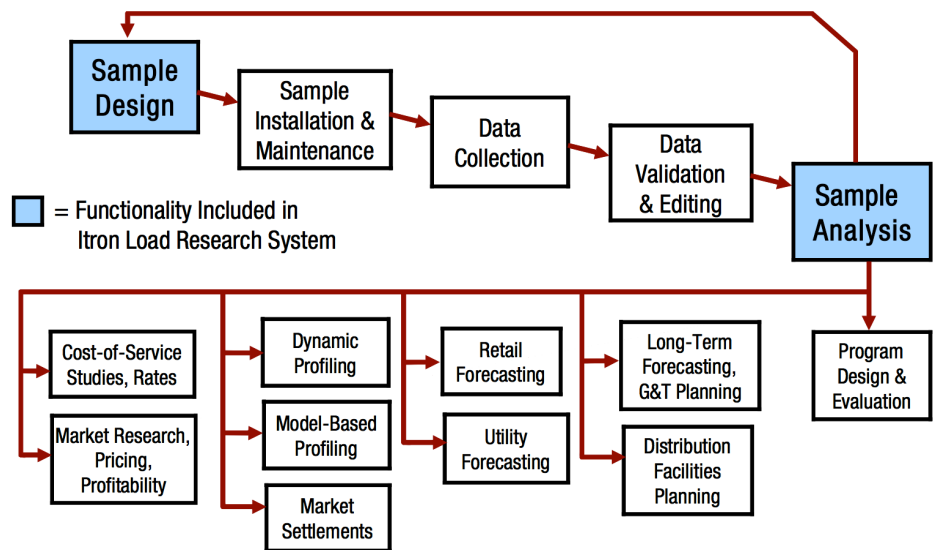 Sample
Design
Sample
Installation &
Maintenance
Data
Collection
Data
Validation
& Editing
Sample
Analysis
= Functionality Included in
Itron Load Research System
Cost-of-Service
Studies, Rates
Market Research,
Pricing,
Profitability
Dynamic
Profiling
Model-Based
Profiling
Market
Settlements
Retail
Forecasting
Utility
Forecasting
Long-Term
Forecasting,
G&T Planning
Distribution
Facilities
Planning
Program
Design &
Evaluation